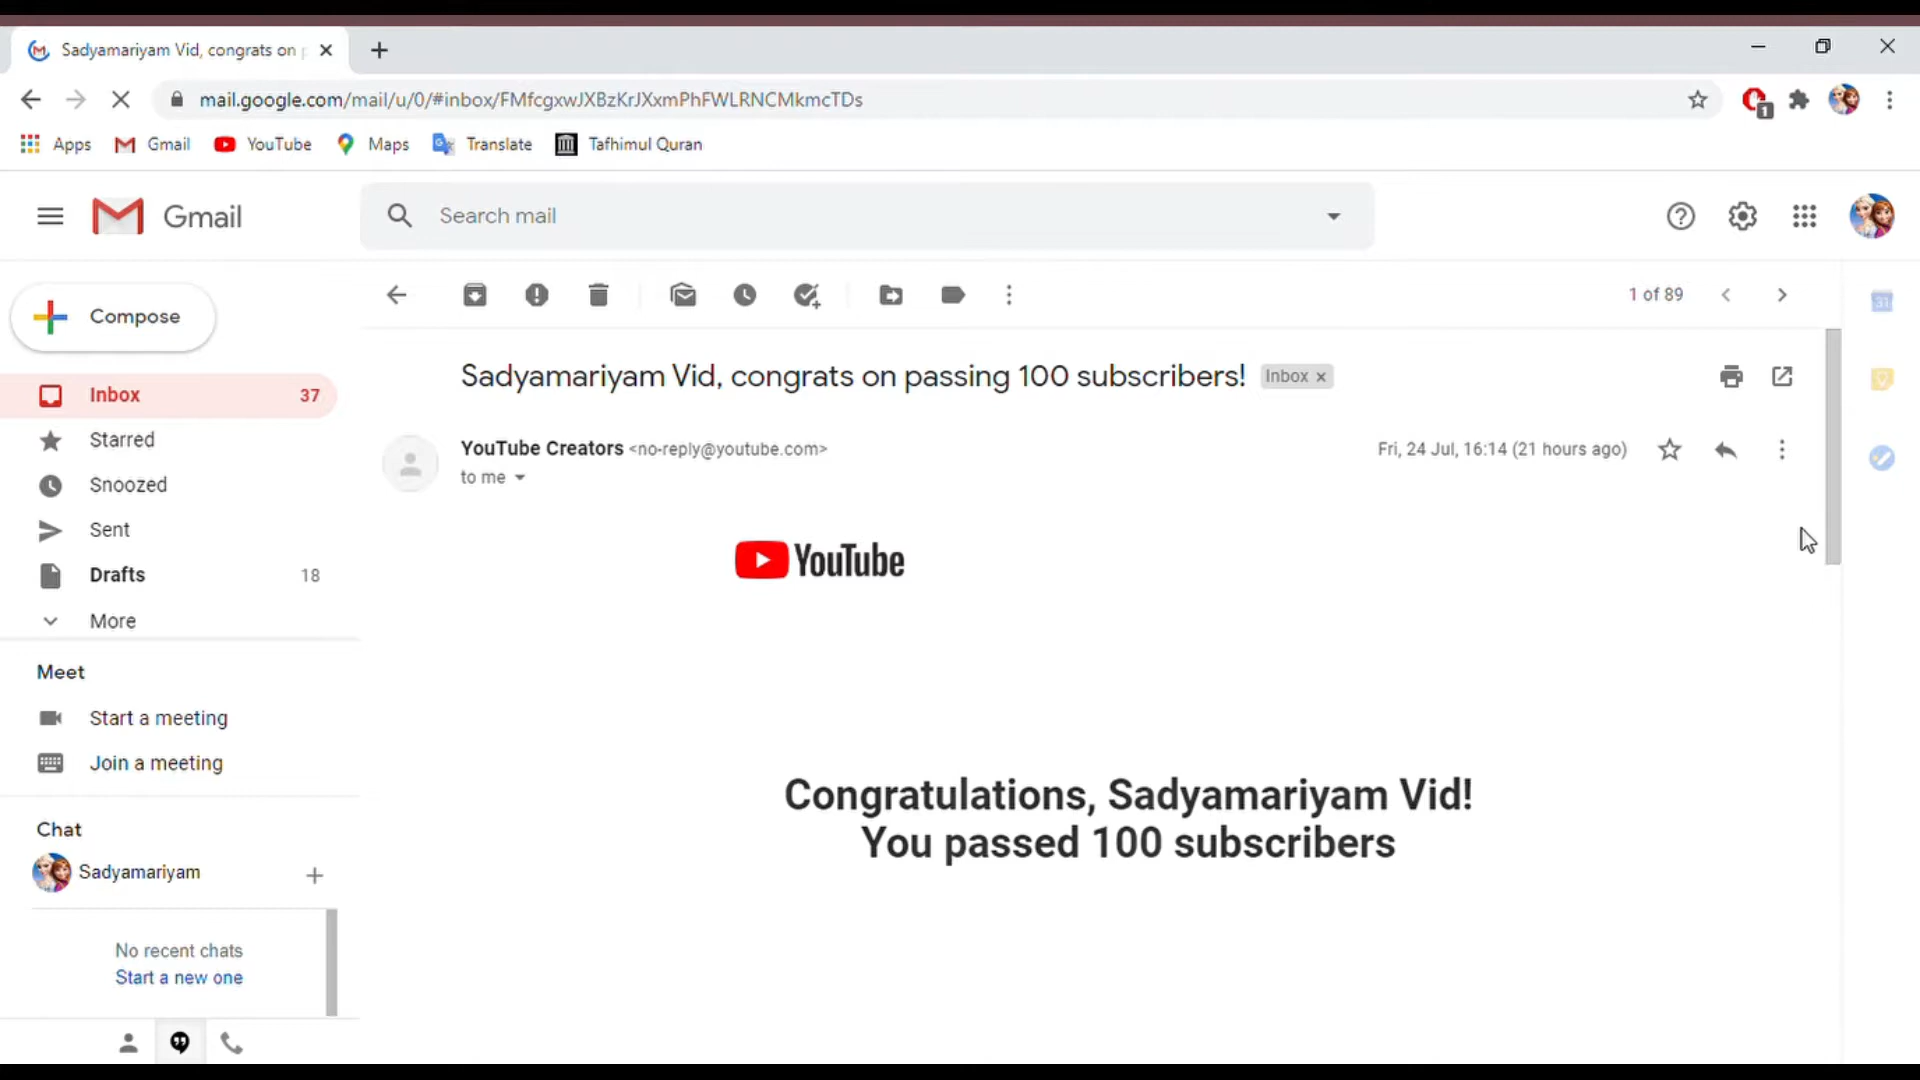 Sadyamariyam Vid, congrats on p
mail.google.com/mail/u/0/#inbox/FMfcgxwJXBzKrJXxmPhFWLRNCMkmcTDs
1
Apps
Gmail
YouTube
Maps
Translate
Tafhimul Quran
Gmail
Search mail
Compose
1 of 89
31
Inbox 37
Starred
Snoozed
Sent
Drafts 18
More
Meet
Start a meeting
Join a meeting
Chat
Sadyamariyam
No recent chats
Start a new one
Sadyamariyam Vid, congrats on passing 100 subscribers! Inbox x
YouTube Creators <no-reply@youtube.com>
Fri, 24 Jul, 16:14 (21 hours ago)
to me
YouTube
Congratulations, Sadyamariyam Vid!
You passed 100 subscribers